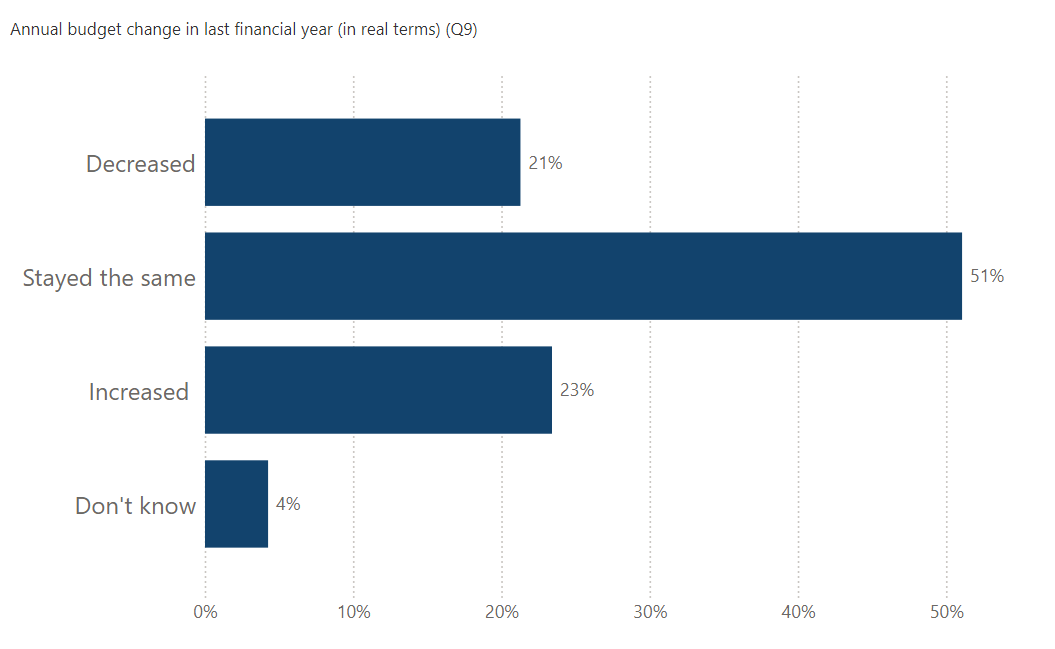 Annual budget change in last financial year (in real terms) (Q9)
Decreased 21%
Stayed the same 51%
Increased 23%
Don't know 4%
0% 10% 20% 30% 40% 50%